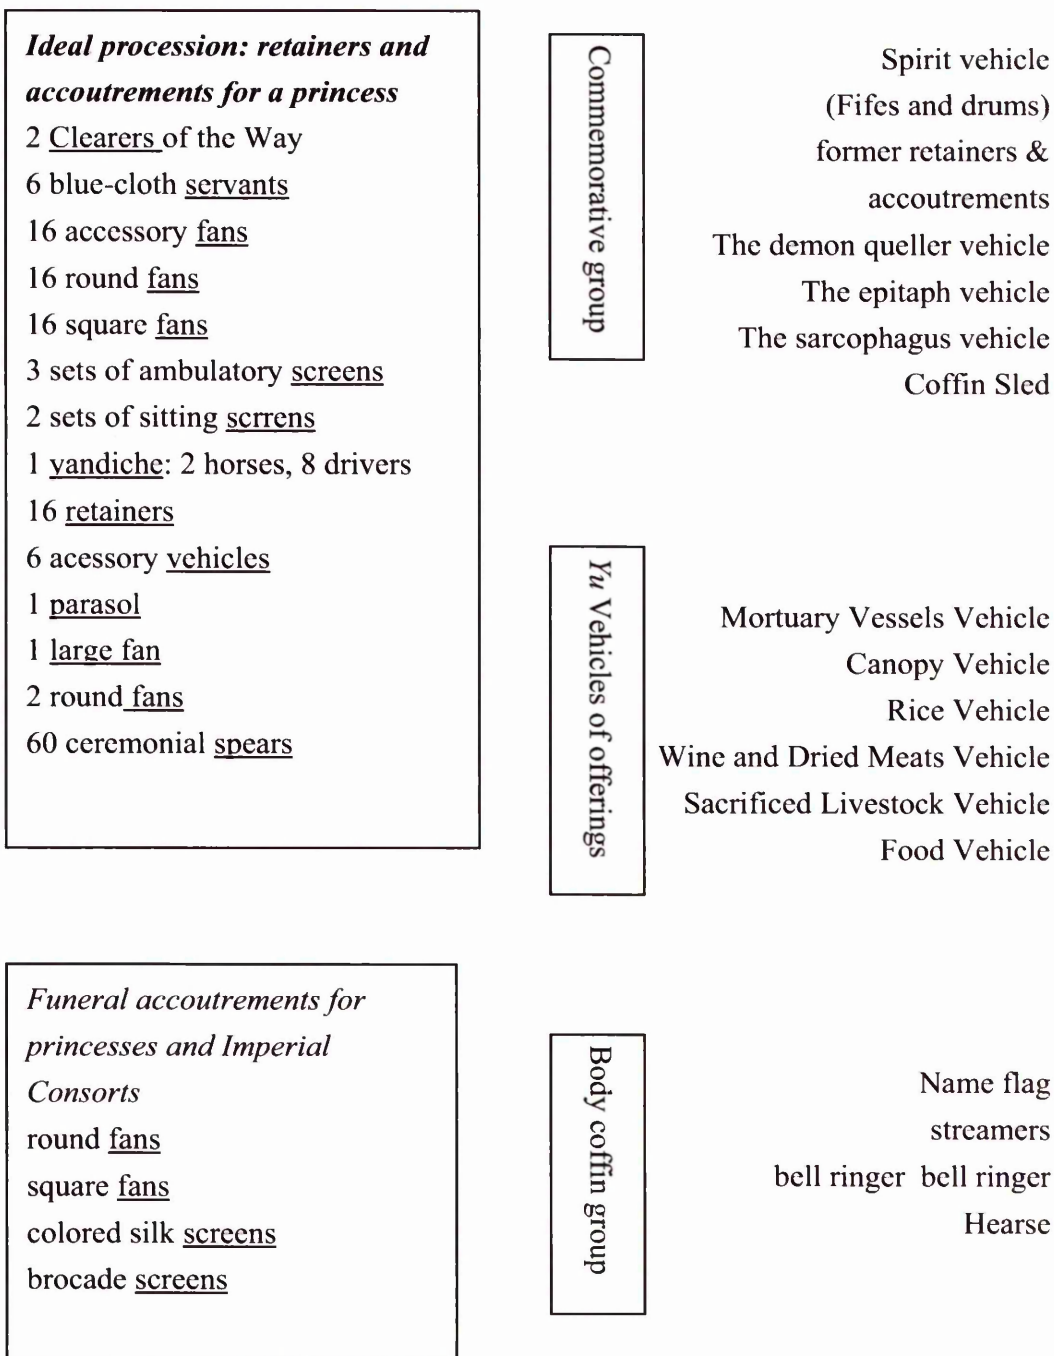 Ideal procession: retainers and
accoutrements for a princess
2 Clearers of the Way
6 blue-cloth servants
16 accessory fans
16 round fans
16 square fans
3 sets of ambulatory screens
2 sets of sitting scrrens
1 yandiche: 2 horses, 8 drivers
16 retainers
6 acessory vehicles
1 parasol
1 large fan
2 round fans
60 ceremonial spears
Commemorative group
Spirit vehicle
(Fifes and drums)
former retainers &
accoutrements
The demon queller vehicle
The epitaph vehicle
The sarcophagus vehicle
Coffin Sled
Yu Vehicles of offerings
Mortuary Vessels Vehicle
Canopy Vehicle
Rice Vehicle
Wine and Dried Meats Vehicle
Sacrificed Livestock Vehicle
Food Vehicle
Funeral accoutrements for
princesses and Imperial
Consorts
round fans
square fans
colored silk screens
brocade screens
Body coffin group
Name flag
streamers
bell ringer bell ringer
Hearse